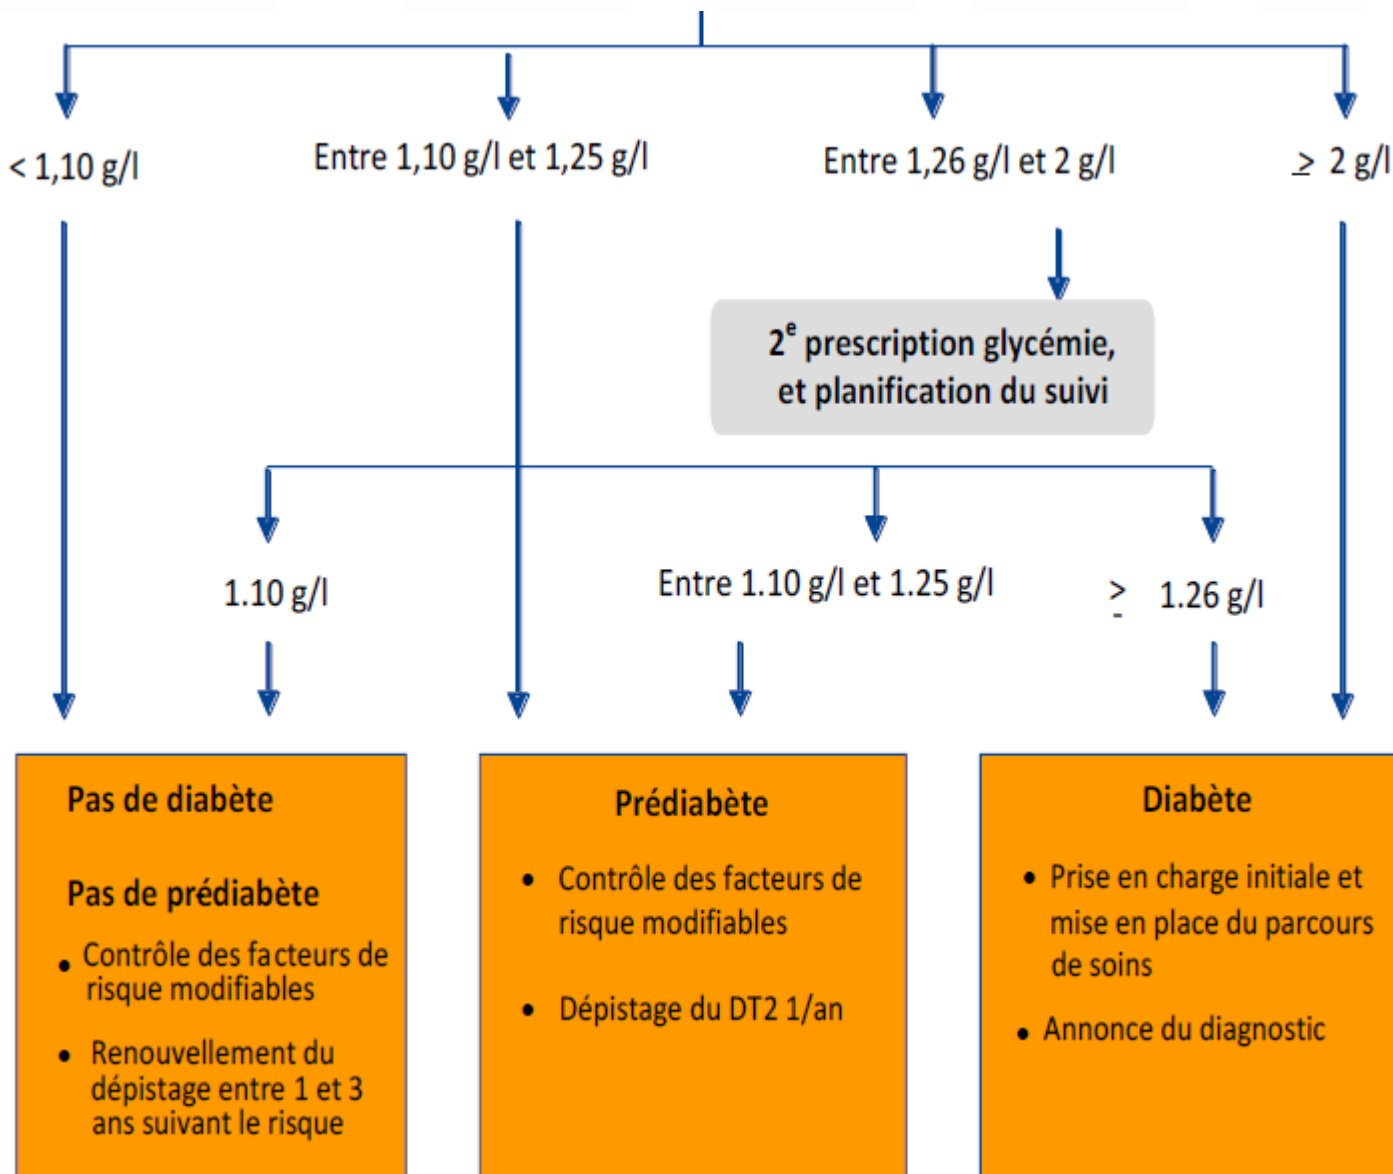 < 1,10 g/l
Entre 1,10 g/l et 1,25 g/l
Entre 1,26 g/l et 2 g/l
≥ 2 g/l
2e prescription glycémie,
et planification du suivi
1.10 g/l
Entre 1.10 g/l et 1.25 g/l
≥ 1.26 g/l
Pas de diabète
Pas de prédiabète
• Contrôle des facteurs de
risque modifiables
• Renouvellement du
dépistage entre 1 et 3
ans suivant le risque
Prédiabète
• Contrôle des facteurs de
risque modifiables
• Dépistage du DT2 1/an
Diabète
• Prise en charge initiale et
mise en place du parcours
de soins
• Annonce du diagnostic